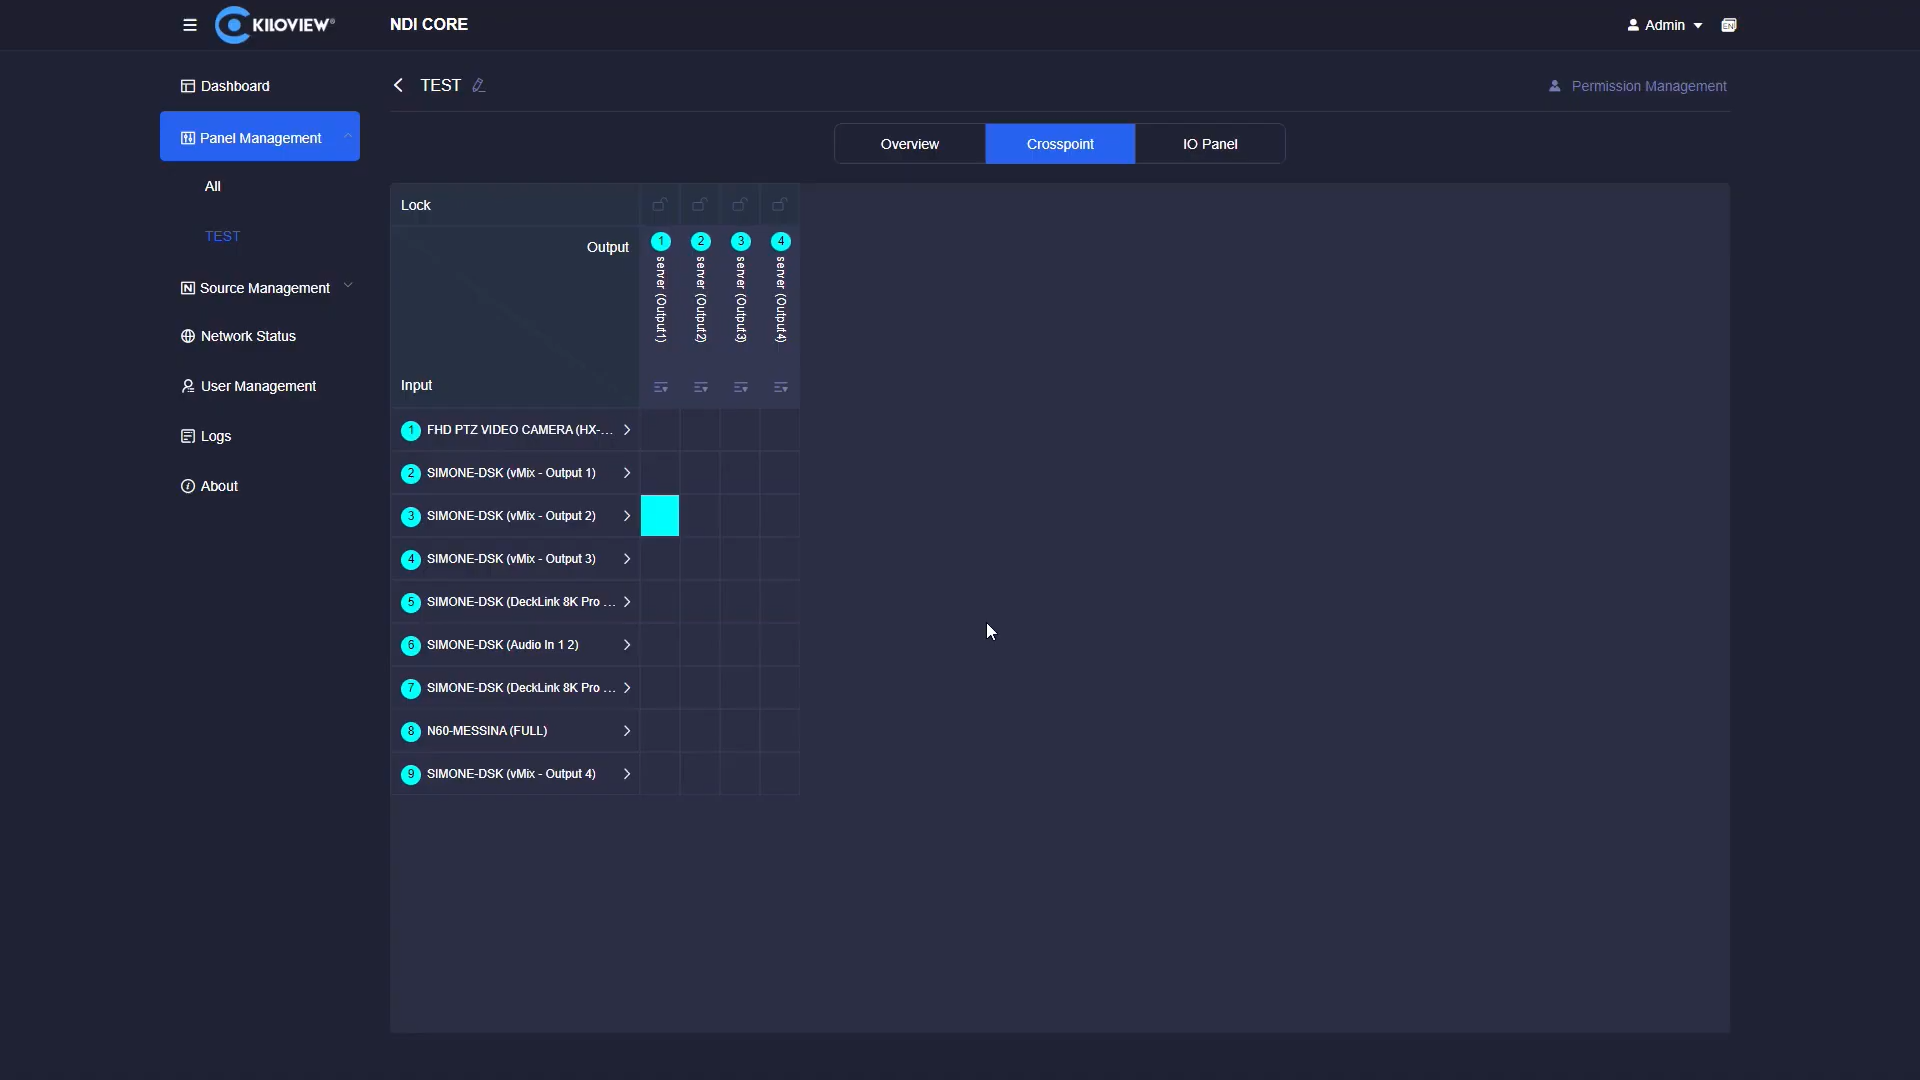 KILOVIEW®
NDI CORE
Admin
EN
Dashboard
Panel Management
All
TEST
Source Management
Network Status
User Management
Logs
About
TEST
Permission Management
Overview
Crosspoint
IO Panel
Lock
Output
1
2
3
4
server (Output1)
server (Output2)
server (Output3)
server (Output4)
Input
1 FHD PTZ VIDEO CAMERA (HX-...
2 SIMONE-DSK (vMix - Output 1)
3 SIMONE-DSK (vMix - Output 2)
4 SIMONE-DSK (vMix - Output 3)
5 SIMONE-DSK (DeckLink 8K Pro ...
6 SIMONE-DSK (Audio In 1 2)
7 SIMONE-DSK (DeckLink 8K Pro ...
8 N60-MESSINA (FULL)
9 SIMONE-DSK (vMix - Output 4)